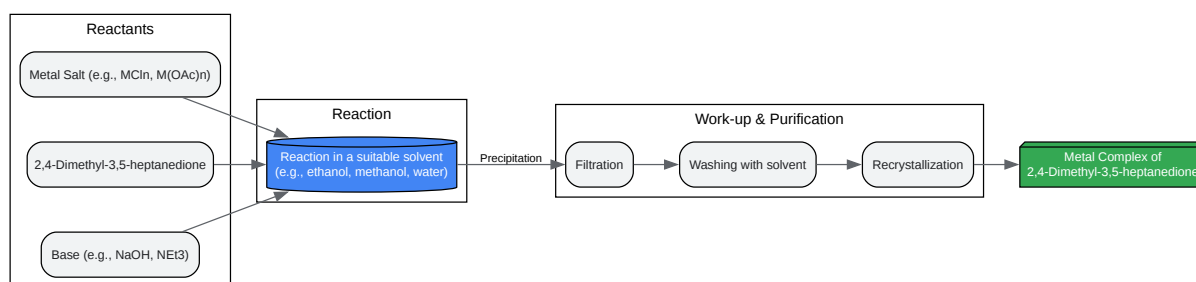 Reactants
Metal Salt (e.g., MCln, M(OAc)n)
2,4-Dimethyl-3,5-heptanedione
Base (e.g., NaOH, NEt3)
Reaction
Reaction in a suitable solvent
(e.g., ethanol, methanol, water)
Precipitation
Work-up & Purification
Filtration
Washing with solvent
Recrystallization
Metal Complex of
2,4-Dimethyl-3,5-heptanedione